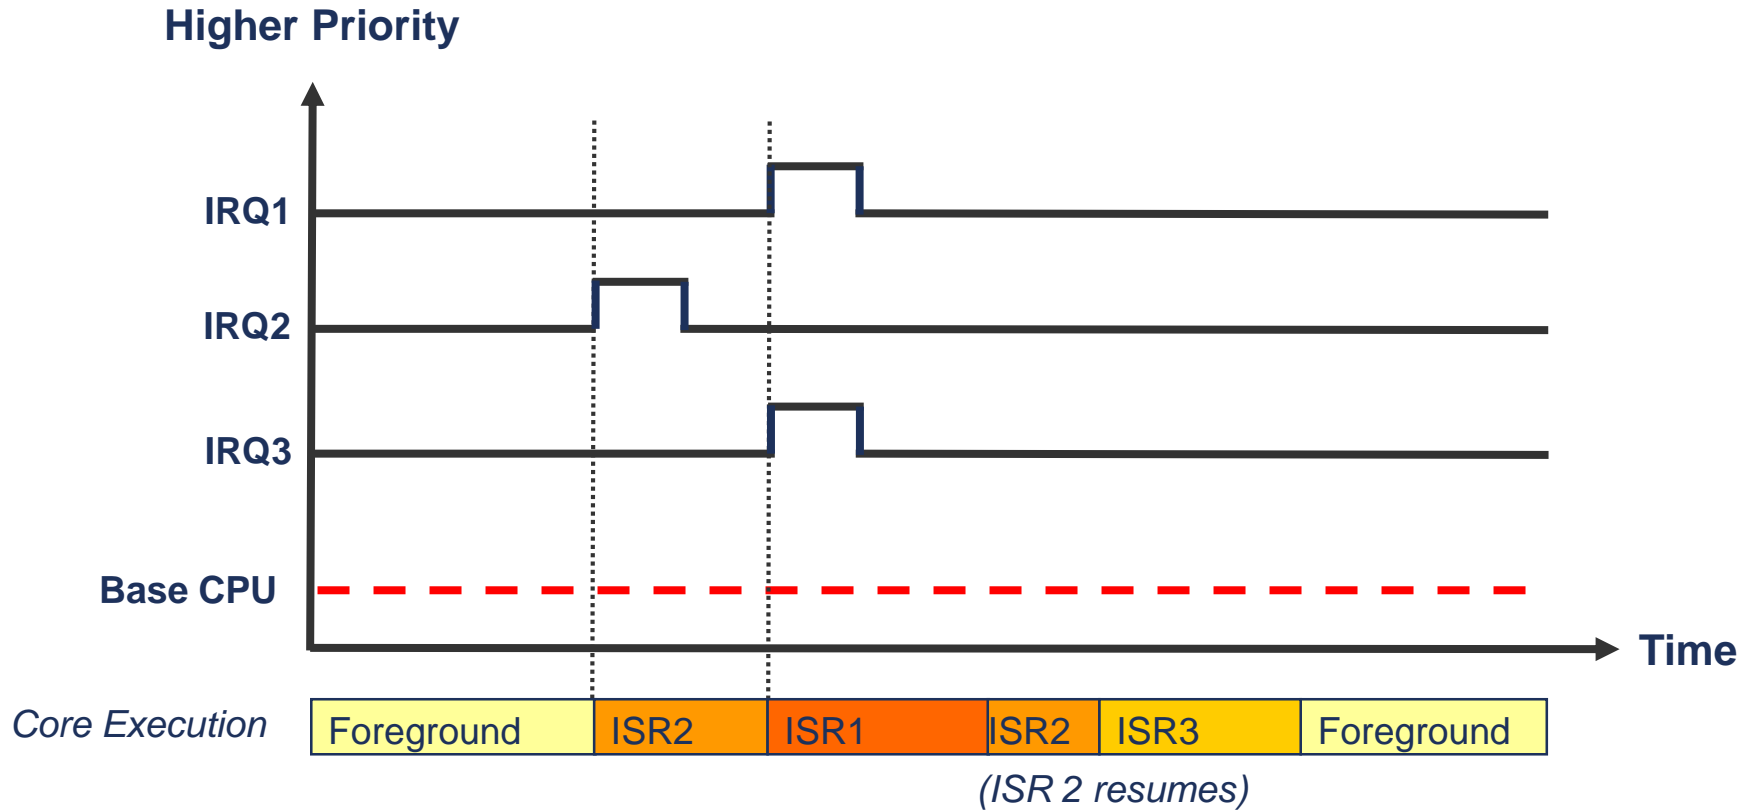 Higher Priority
IRQ1
IRQ2
IRQ3
Base CPU
Time
Core Execution
Foreground
ISR2
ISR1
ISR2
ISR3
Foreground
(ISR 2 resumes)